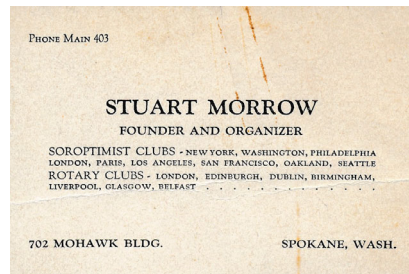 PHONE MAIN 403
STUART MORROW
FOUNDER AND ORGANIZER
SOROPTIMIST CLUBS - NEW YORK, WASHINGTON, PHILADELPHIA
LONDON, PARIS, LOS ANGELES, SAN FRANCISCO, OAKLAND, SEATTLE
ROTARY CLUBS - LONDON, EDINBURGH, DUBLIN, BIRMINGHAM,
LIVERPOOL, GLASGOW, BELFAST . . . . . . . . . . . . .
702 MOHAWK BLDG. SPOKANE, WASH.